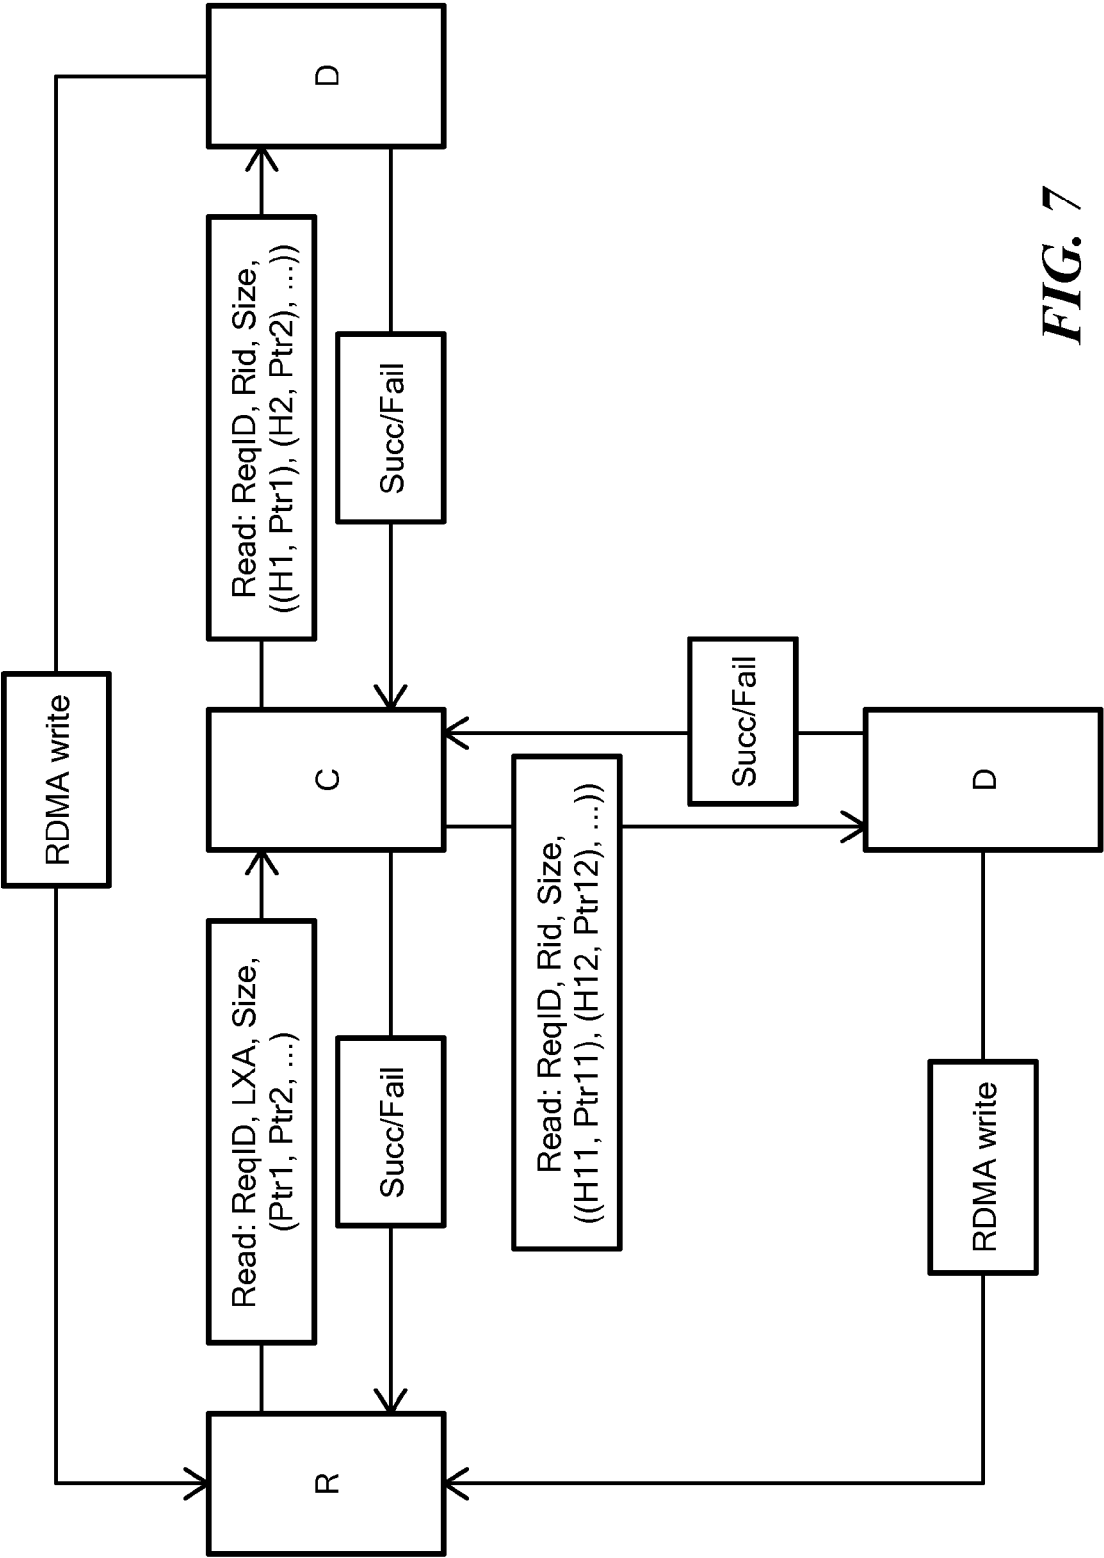 RDMA write
Read: ReqID, LXA, Size,
(Ptr1, Ptr2, ...)
Read: ReqID, Rid, Size,
((H1, Ptr1), (H2, Ptr2), ...))
R
C
D
Succ/Fail
Succ/Fail
Read: ReqID, Rid, Size,
((H11, Ptr11), (H12, Ptr12), ...))
Succ/Fail
RDMA write
D
FIG. 7